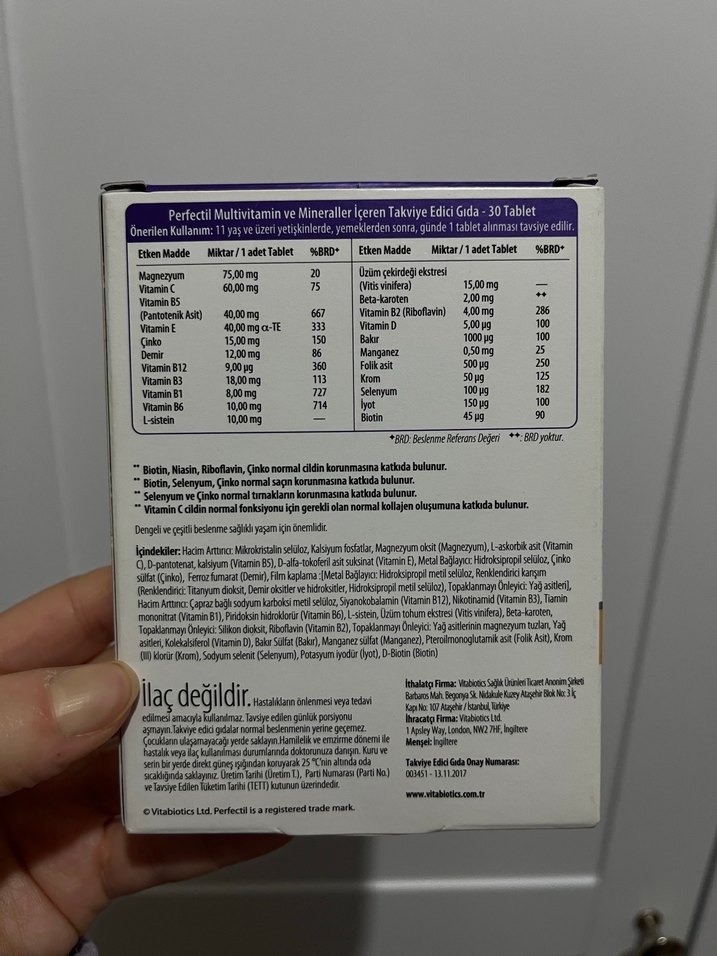 Perfectil Multivitamin ve Mineraller İçeren Takviye Edici Gıda - 30 Tablet
Önerilen Kullanım: 11 yaş ve üzeri yetişkinlerde, yemeklerden sonra, günde 1 tablet alınması tavsiye edilir.
Etken Madde Miktar / 1 adet Tablet %BRD✦
Magnezyum 75,00 mg 20
Vitamin C 60,00 mg 75
Vitamin B5
(Pantotenik Asit) 40,00 mg 667
Vitamin E 40,00 mg α-TE 333
Çinko 15,00 mg 150
Demir 12,00 mg 86
Vitamin B12 9,00 µg 360
Vitamin B3 18,00 mg 113
Vitamin B1 8,00 mg 727
Vitamin B6 10,00 mg 714
L-sistein 10,00 mg —
Etken Madde Miktar / 1 adet Tablet %BRD✦
Üzüm çekirdeği ekstresi
(Vitis vinifera) 15,00 mg —
Beta-karoten 2,00 mg ✦✦
Vitamin B2 (Riboflavin) 4,00 mg 286
Vitamin D 5,00 µg 100
Bakır 1000 µg 100
Manganez 0,50 mg 25
Folik asit 500 µg 250
Krom 50 µg 125
Selenyum 100 µg 182
İyot 150 µg 100
Biotin 45 µg 90
✦BRD: Beslenme Referans Değeri ✦✦: BRD yoktur.
** Biotin, Niasin, Riboflavin, Çinko normal cildin korunmasına katkıda bulunur.
** Biotin, Selenyum, Çinko normal saçın korunmasına katkıda bulunur.
** Selenyum ve Çinko normal tırnakların korunmasına katkıda bulunur.
** Vitamin C cildin normal fonksiyonu için gerekli olan normal kollajen oluşumuna katkıda bulunur.
Dengeli ve çeşitli beslenme sağlıklı yaşam için önemlidir.
İçindekiler: Hacim Arttırıcı: Mikrokristalin selüloz, Kalsiyum fosfatlar, Magnezyum oksit (Magnezyum), L-askorbik asit (Vitamin
C), D-pantotenat, kalsiyum (Vitamin B5), D-alfa-tokoferil asit suksinat (Vitamin E), Metal Bağlayıcı: Hidroksipropil selüloz, Çinko
sülfat (Çinko), Ferroz fumarat (Demir), Film kaplama :[Metal Bağlayıcı: Hidroksipropil metil selüloz, Renklendirici karışım
(Renklendirici: Titanyum dioksit, Demir oksitler ve hidroksitler, Hidroksipropil metil selüloz), Topaklanmayı Önleyici: Yağ asitleri],
Hacim Arttırıcı: Çapraz bağlı sodyum karboksi metil selüloz, Siyanokobalamin (Vitamin B12), Nikotinamid (Vitamin B3), Tiamin
mononitrat (Vitamin B1), Piridoksin hidroklorür (Vitamin B6), L-sistein, Üzüm tohum ekstresi (Vitis vinifera), Beta-karoten,
Topaklanmayı Önleyici: Silikon dioksit, Riboflavin (Vitamin B2), Topaklanmayı Önleyici: Yağ asitlerinin magnezyum tuzları, Yağ
asitleri, Kolekalsiferol (Vitamin D), Bakır Sülfat (Bakır), Manganez sülfat (Manganez), Pteroilmonoglutamik asit (Folik Asit), Krom
(III) klorür (Krom), Sodyum selenit (Selenyum), Potasyum iyodür (İyot), D-Biotin (Biotin)
İlaç değildir. Hastalıkların önlenmesi veya tedavi
edilmesi amacıyla kullanılmaz. Tavsiye edilen günlük porsiyonu
aşmayın.Takviye edici gıdalar normal beslenmenin yerine geçemez.
Çocukların ulaşamayacağı yerde saklayın.Hamilelik ve emzirme dönemi ile
hastalık veya ilaç kullanılması durumlarında doktorunuza danışın. Kuru ve
serin bir yerde direkt güneş ışığından koruyarak 25 °C'nin altında oda
sıcaklığında saklayınız. Üretim Tarihi (Üretim T.), Parti Numarası (Parti No.)
ve Tavsiye Edilen Tüketim Tarihi (TETT) kutunun üzerindedir.
© Vitabiotics Ltd. Perfectil is a registered trade mark.
İthalatçı Firma: Vitabiotics Sağlık Ürünleri Ticaret Anonim Şirketi
Barbaros Mah. Begonya Sk. Nidakule Kuzey Ataşehir Blok No: 3 İç
Kapı No: 107 Ataşehir / İstanbul, Türkiye
İhracatçı Firma: Vitabiotics Ltd.
1 Apsley Way, London, NW2 7HF, İngiltere
Menşei: İngiltere
Takviye Edici Gıda Onay Numarası:
003451 - 13.11.2017
www.vitabiotics.com.tr